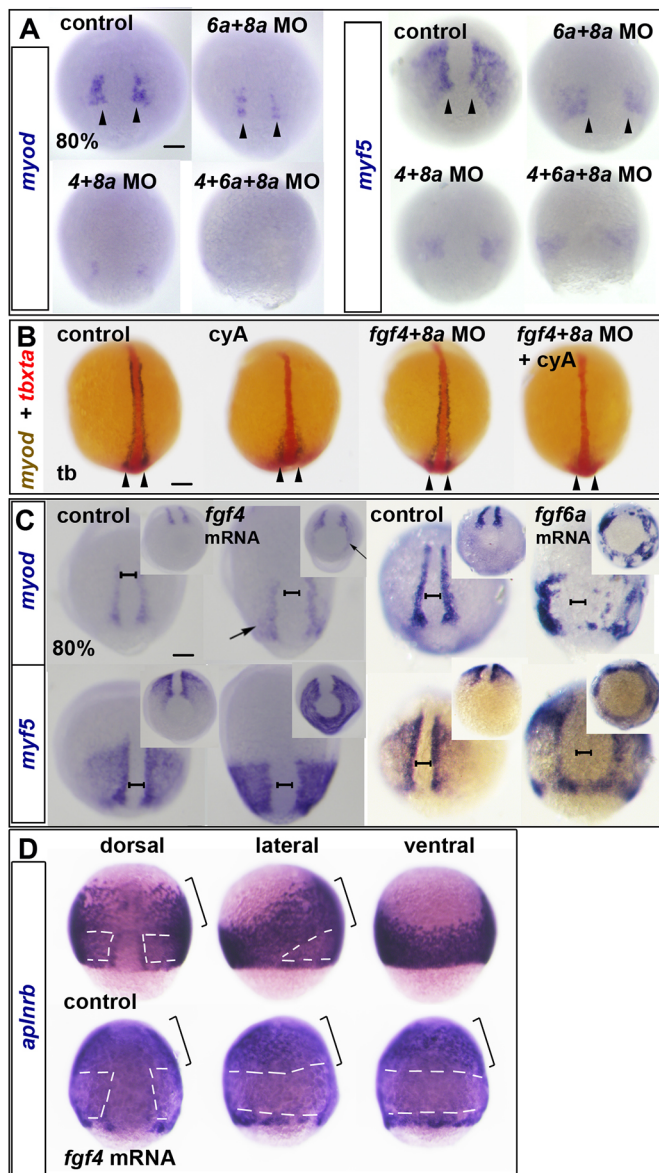 A
myod
control
6a+8a MO
80%
4+8a MO
4+6a+8a MO
myf5
control
6a+8a MO
4+8a MO
4+6a+8a MO
B
myod + tbxta
control
cyA
fgf4+8a MO
fgf4+8a MO
+ cyA
tb
C
myod
myf5
control
fgf4
mRNA
control
fgf6a
mRNA
80%
D
aplnrb
dorsal
lateral
ventral
control
fgf4 mRNA